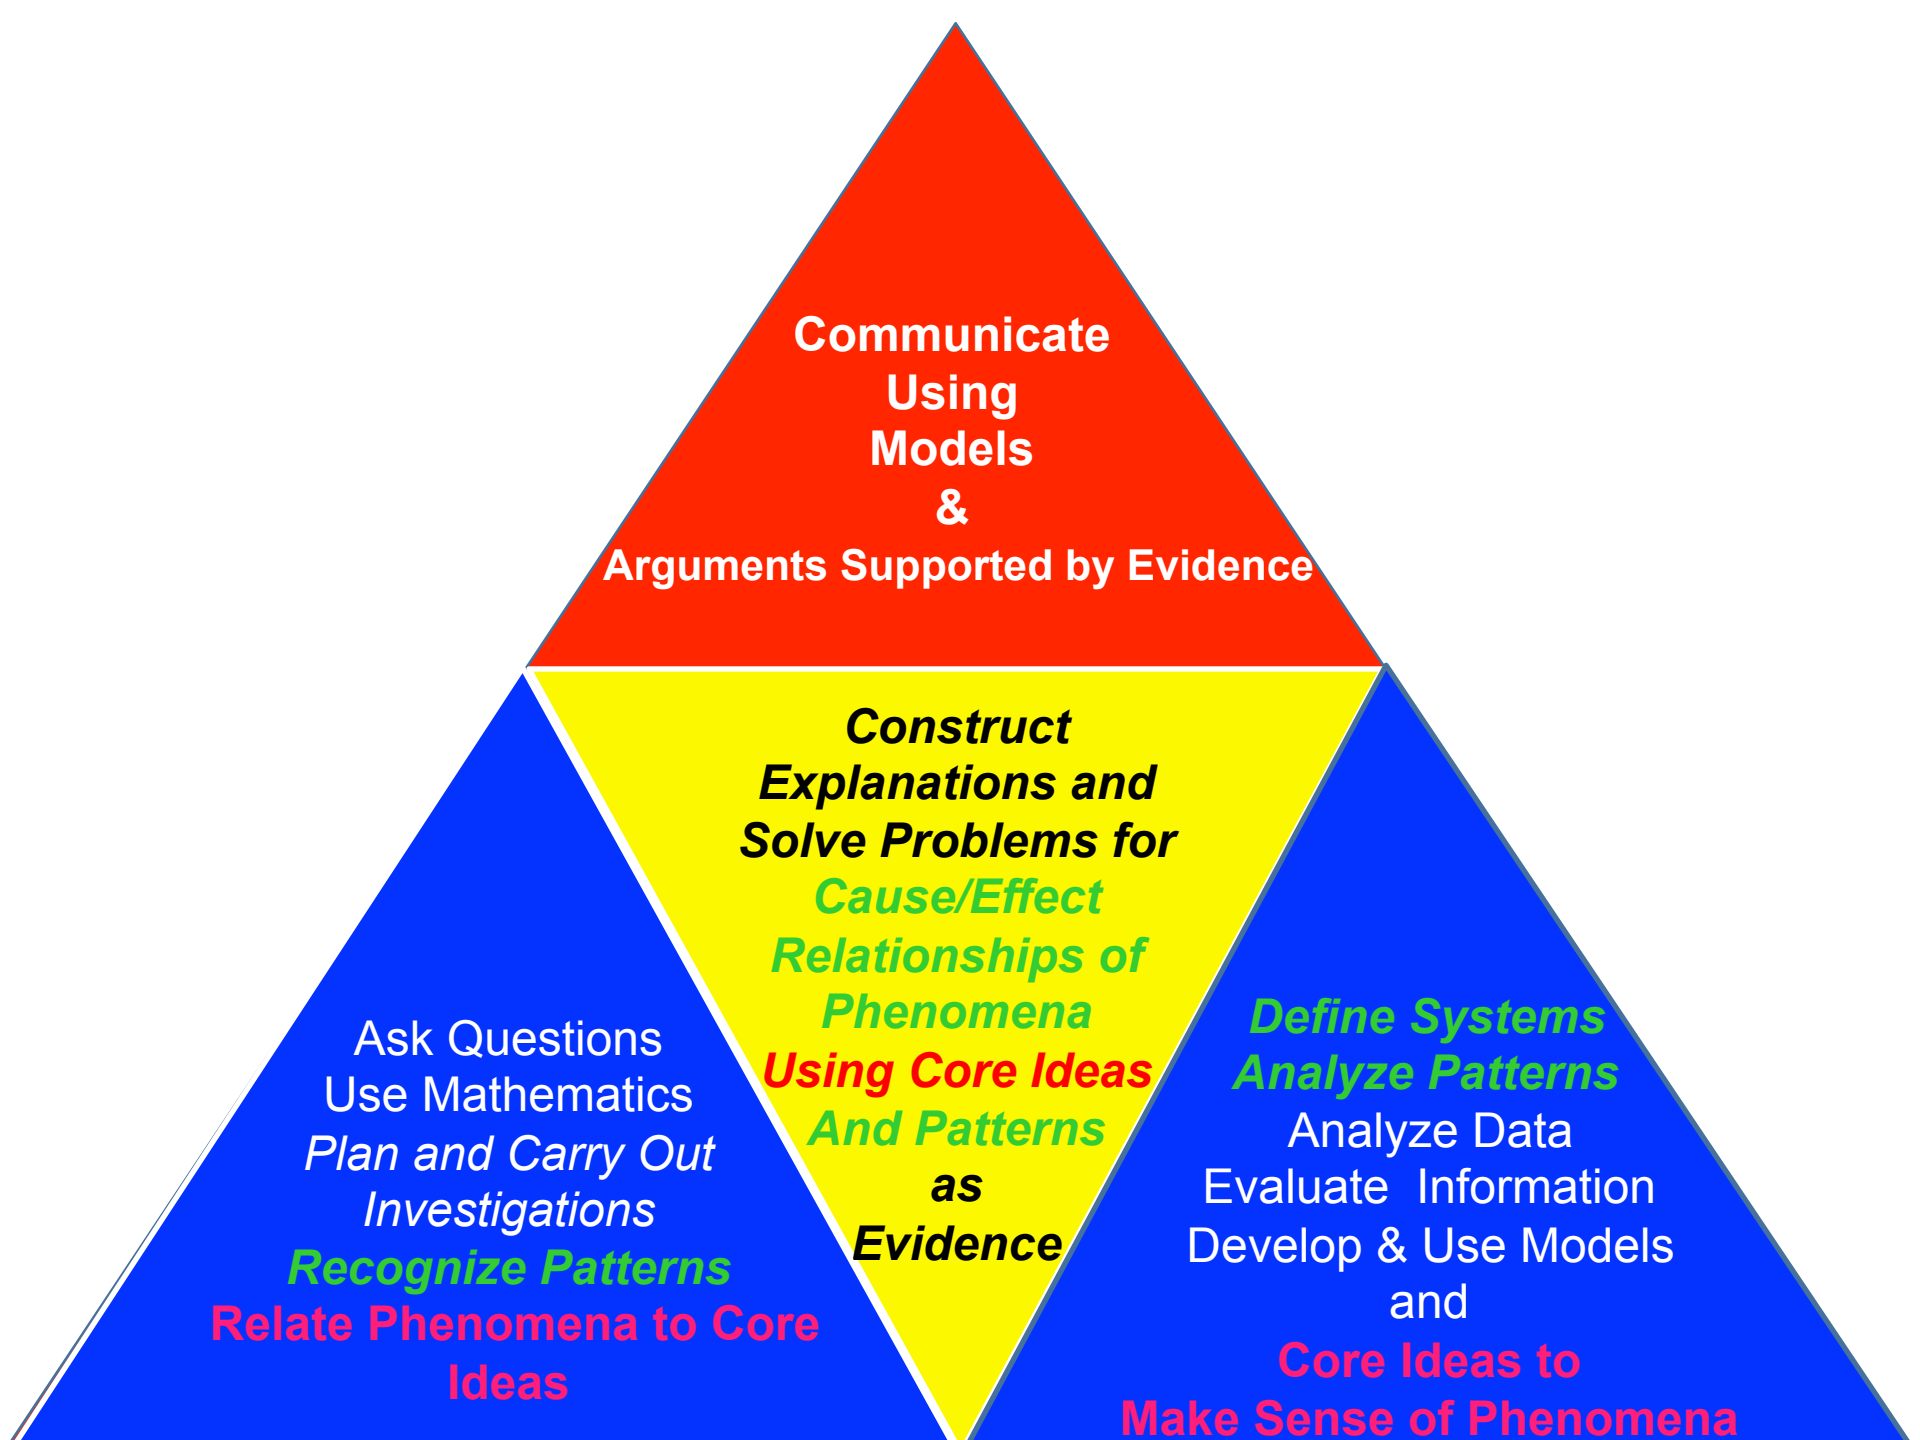 Communicate
Using
Models
&
Arguments Supported by Evidence
Construct
Explanations and
Solve Problems for
Cause/Effect
Relationships of
Phenomena
Using Core Ideas
And Patterns
as
Evidence
Ask Questions
Use Mathematics
Plan and Carry Out
Investigations
Recognize Patterns
Relate Phenomena to Core
Ideas
Define Systems
Analyze Patterns
Analyze Data
Evaluate  Information
Develop & Use Models
and
Core Ideas to
Make Sense of Phenomena